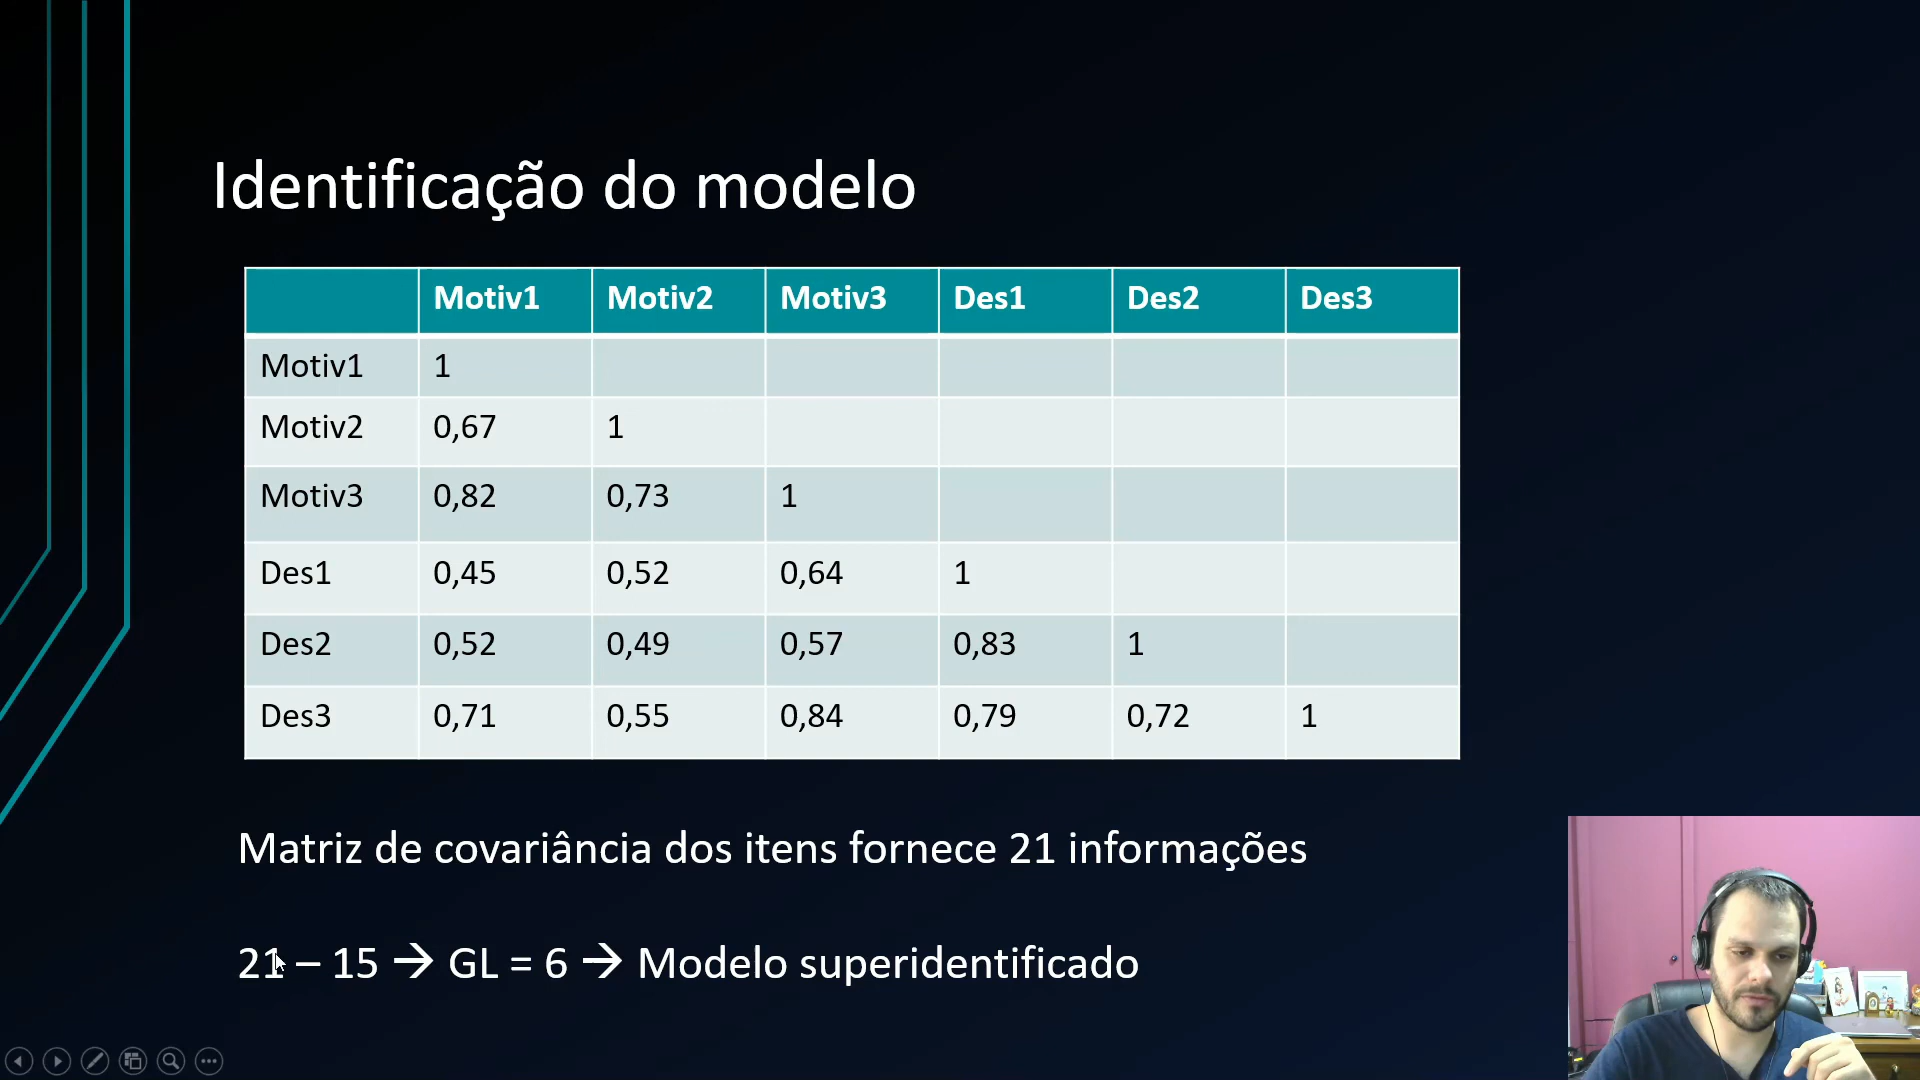 Identificação do modelo
Motiv1 Motiv2 Motiv3 Des1 Des2 Des3
Motiv1 1
Motiv2 0,67 1
Motiv3 0,82 0,73 1
Des1 0,45 0,52 0,64 1
Des2 0,52 0,49 0,57 0,83 1
Des3 0,71 0,55 0,84 0,79 0,72 1
Matriz de covariância dos itens fornece 21 informações
21 – 15 → GL = 6 → Modelo superidentificado